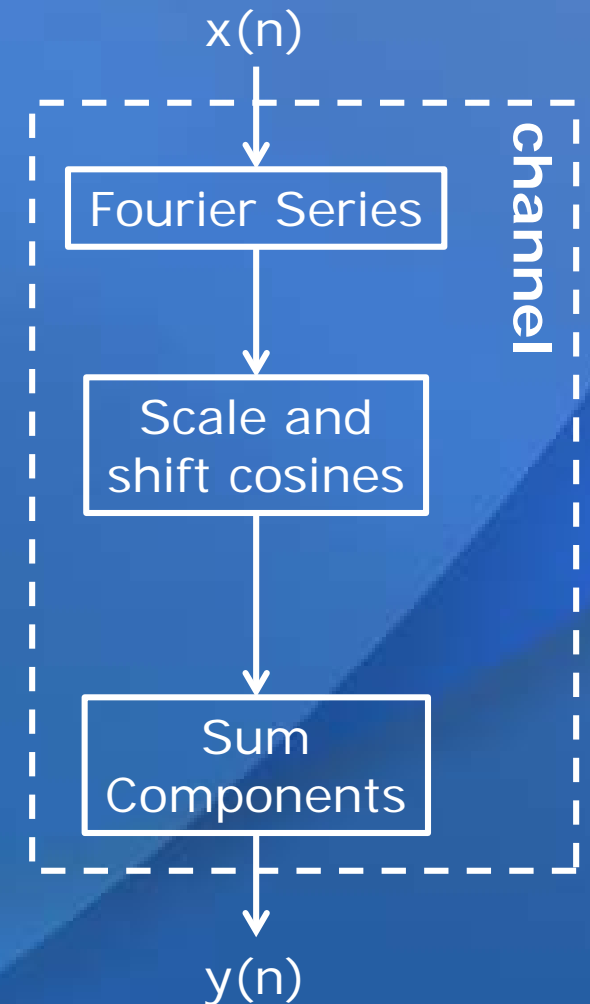 x(n)
channel
Fourier Series
Scale and
shift cosines
Sum
Components
y(n)